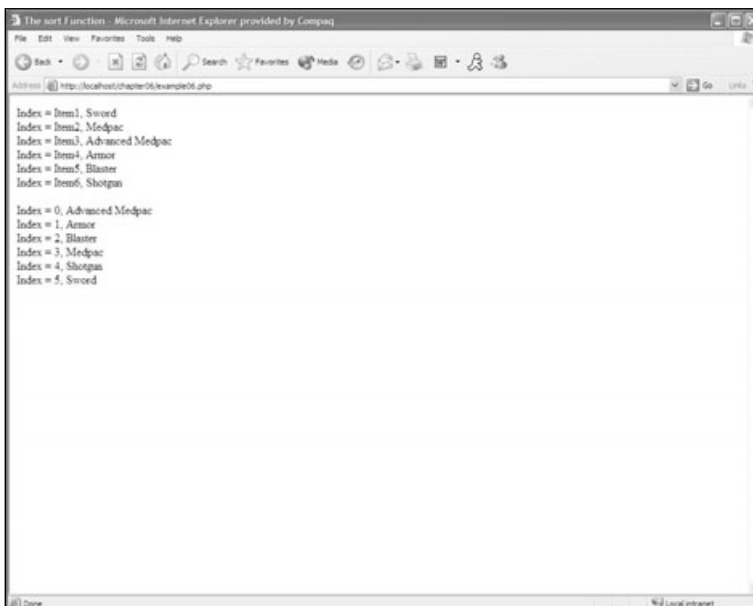 The sort Function - Microsoft Internet Explorer provided by Compaq
File Edit View Favorites Tools Help
Back Search Favorites Media
Address http://localhost/chapter06/example06.php Go Links
Index = Item1, Sword
Index = Item2, Medpac
Index = Item3, Advanced Medpac
Index = Item4, Armor
Index = Item5, Blaster
Index = Item6, Shotgun
Index = 0, Advanced Medpac
Index = 1, Armor
Index = 2, Blaster
Index = 3, Medpac
Index = 4, Shotgun
Index = 5, Sword
Done Local intranet